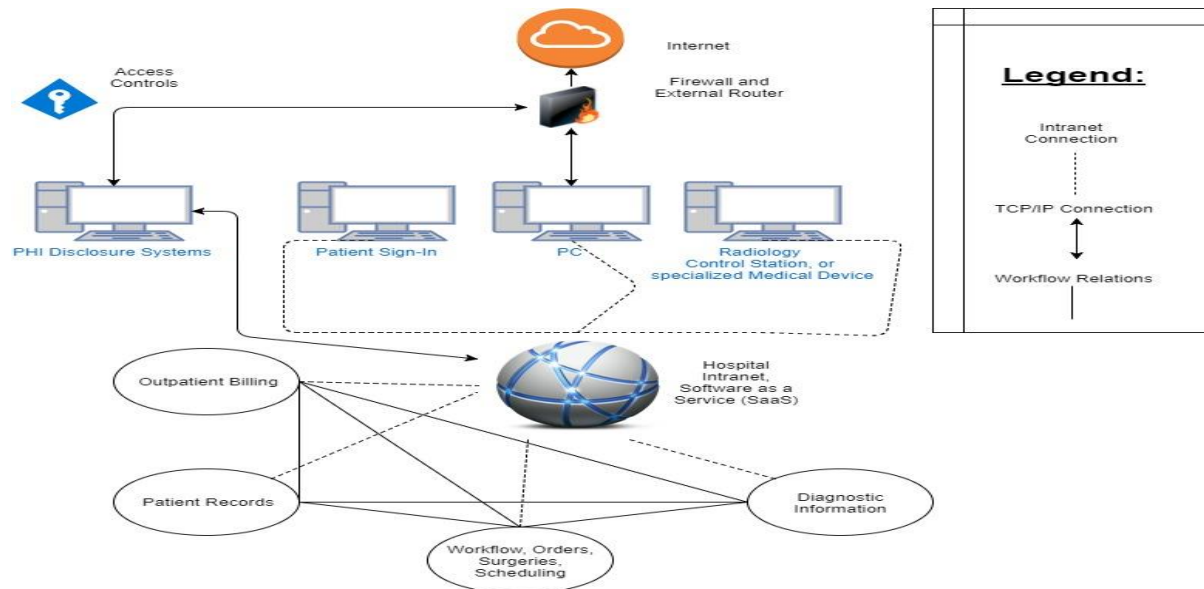 Internet
Access
Controls
Firewall and
External Router
PHI Disclosure Systems
Patient Sign-In
PC
Radiology
Control Station, or
specialized Medical Device
Hospital
Intranet,
Software as a
Service (SaaS)
Outpatient Billing
Patient Records
Diagnostic
Information
Workflow, Orders,
Surgeries,
Scheduling
Legend:
Intranet
Connection
TCP/IP Connection
Workflow Relations